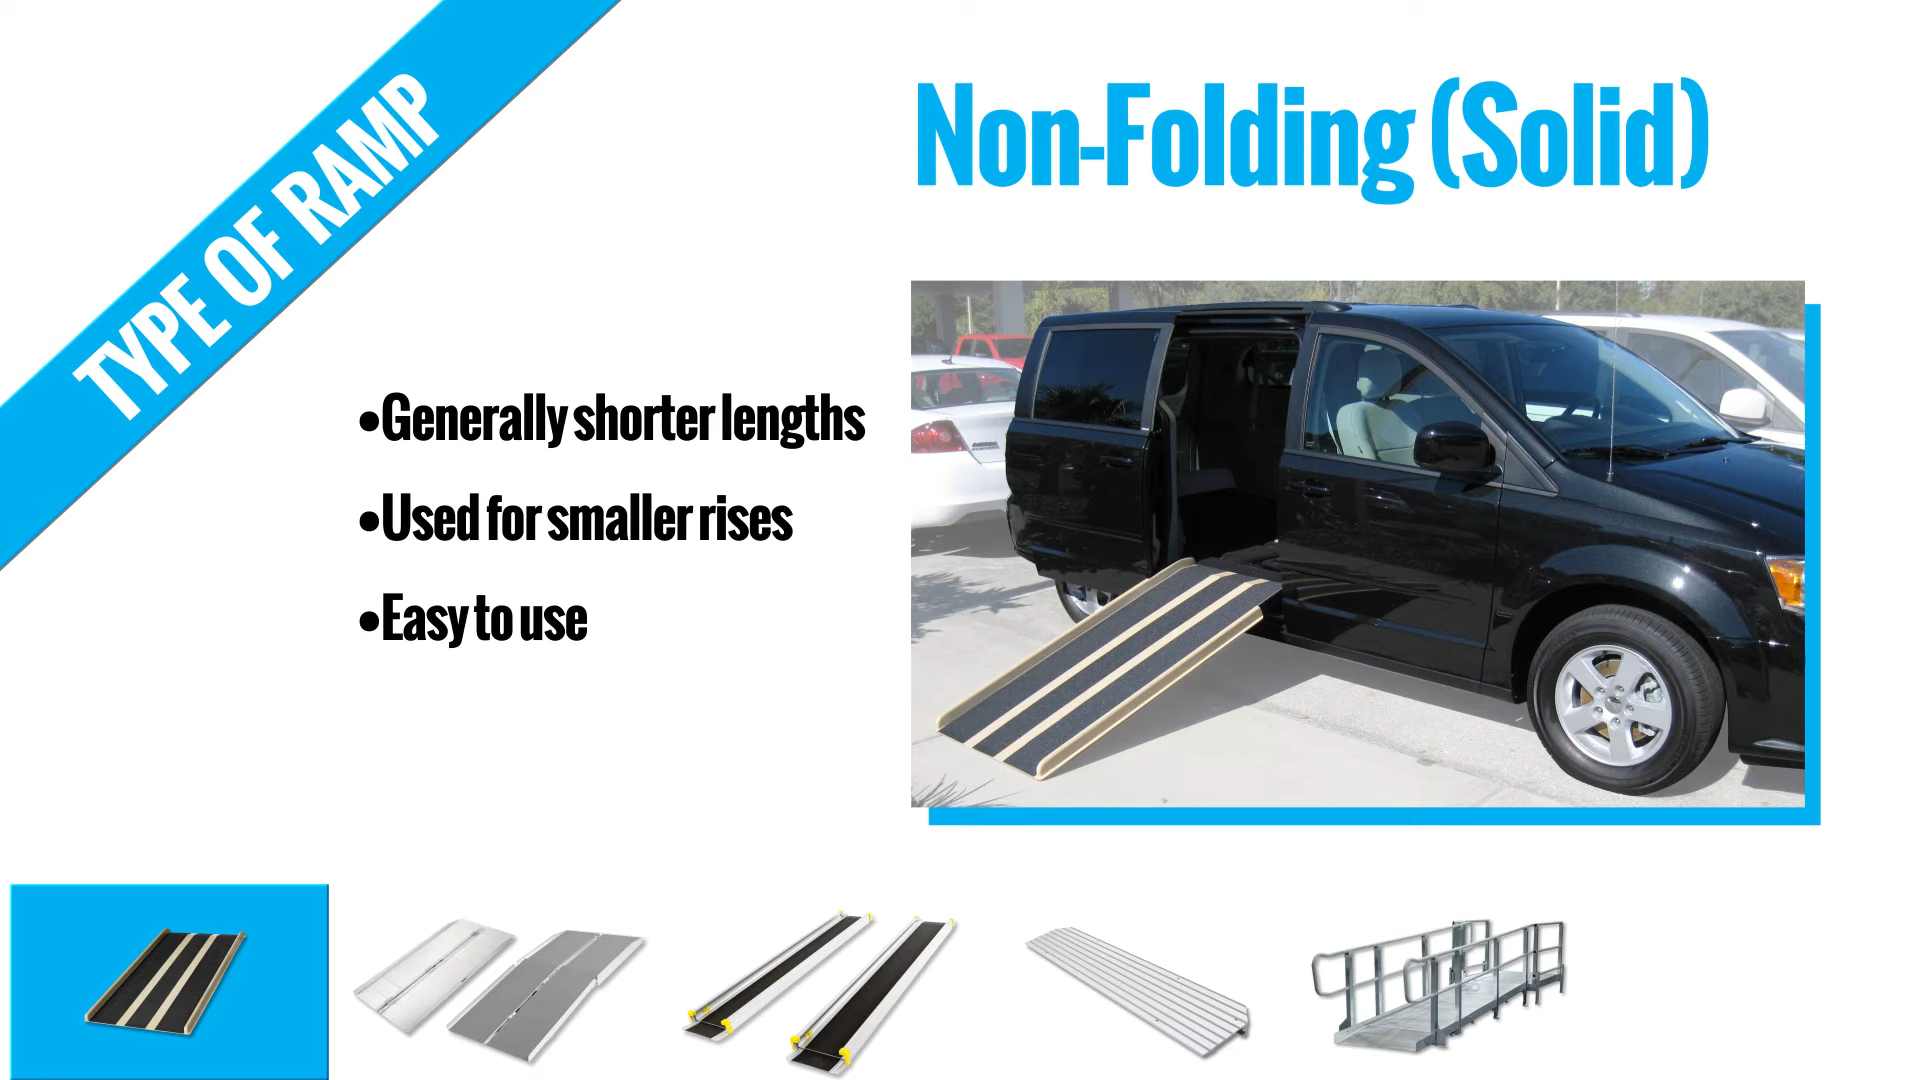 TYPE OF RAMP
Non-Folding (Solid)
•Generally shorter lengths
•Used for smaller rises
•Easy to use